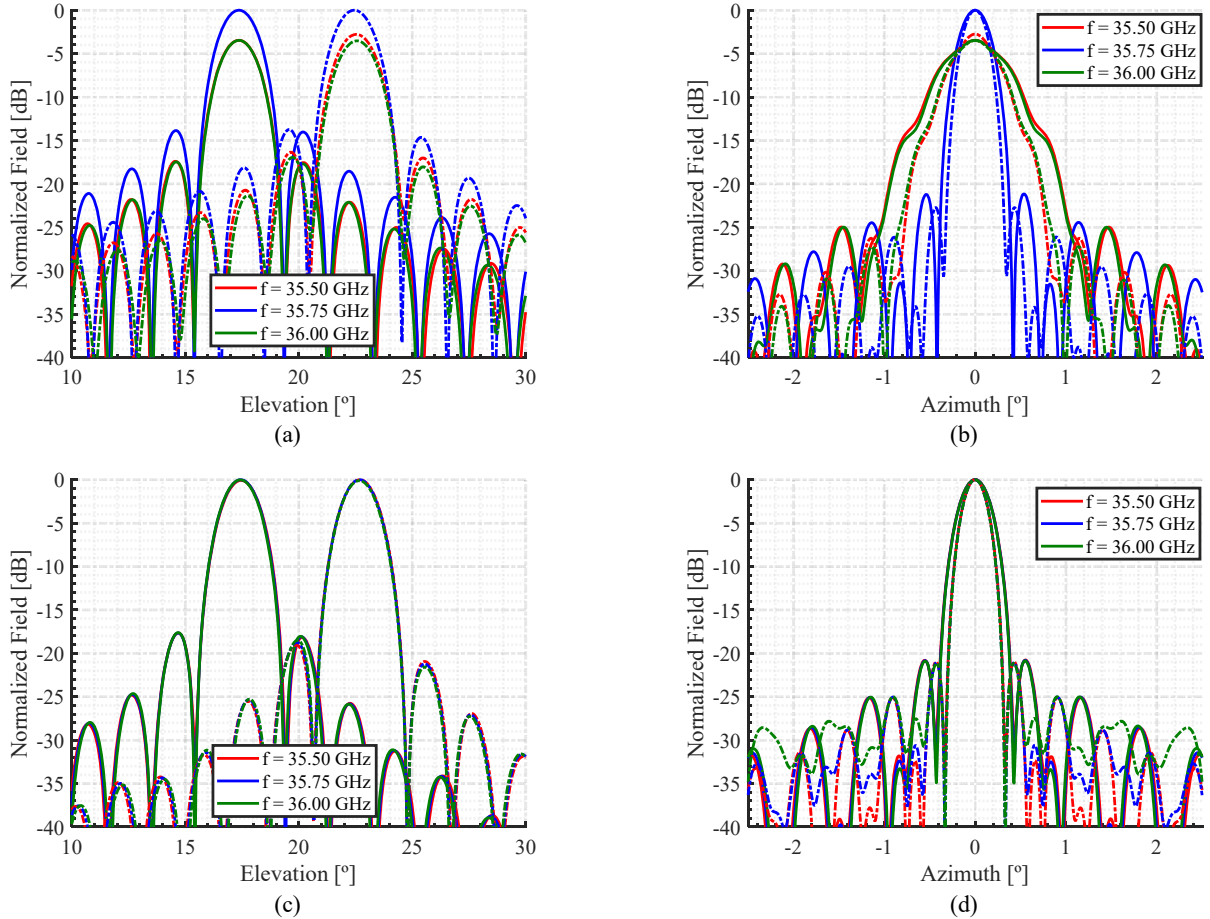 0
-5
-10
-15
-20
-25
-30
-35
-40
Normalized Field [dB]
f = 35.50 GHz
f = 35.75 GHz
f = 36.00 GHz
10
15
20
25
30
Elevation [º]
(a)
0
-5
-10
-15
-20
-25
-30
-35
-40
Normalized Field [dB]
f = 35.50 GHz
f = 35.75 GHz
f = 36.00 GHz
-2
-1
0
1
2
Azimuth [º]
(b)
0
-5
-10
-15
-20
-25
-30
-35
-40
Normalized Field [dB]
f = 35.50 GHz
f = 35.75 GHz
f = 36.00 GHz
10
15
20
25
30
Elevation [º]
(c)
0
-5
-10
-15
-20
-25
-30
-35
-40
Normalized Field [dB]
f = 35.50 GHz
f = 35.75 GHz
f = 36.00 GHz
-2
-1
0
1
2
Azimuth [º]
(d)